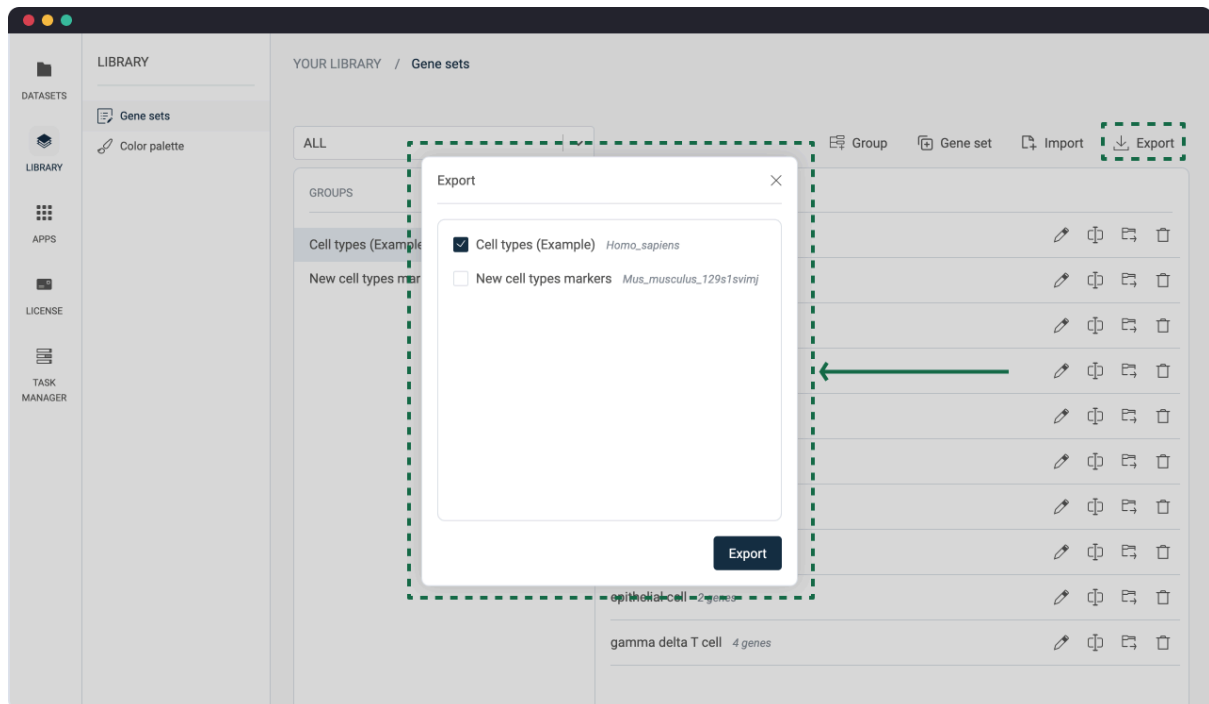 DATASETS
LIBRARY
APPS
LICENSE
TASK
MANAGER
LIBRARY
Gene sets
Color palette
YOUR LIBRARY / Gene sets
ALL
Group
Gene set
Import
Export
GROUPS
Cell types (Example
New cell types mar
Export
Cell types (Example) Homo_sapiens
New cell types markers Mus_musculus_129s1svimj
Export
epithelial cell 2 genes
gamma delta T cell 4 genes